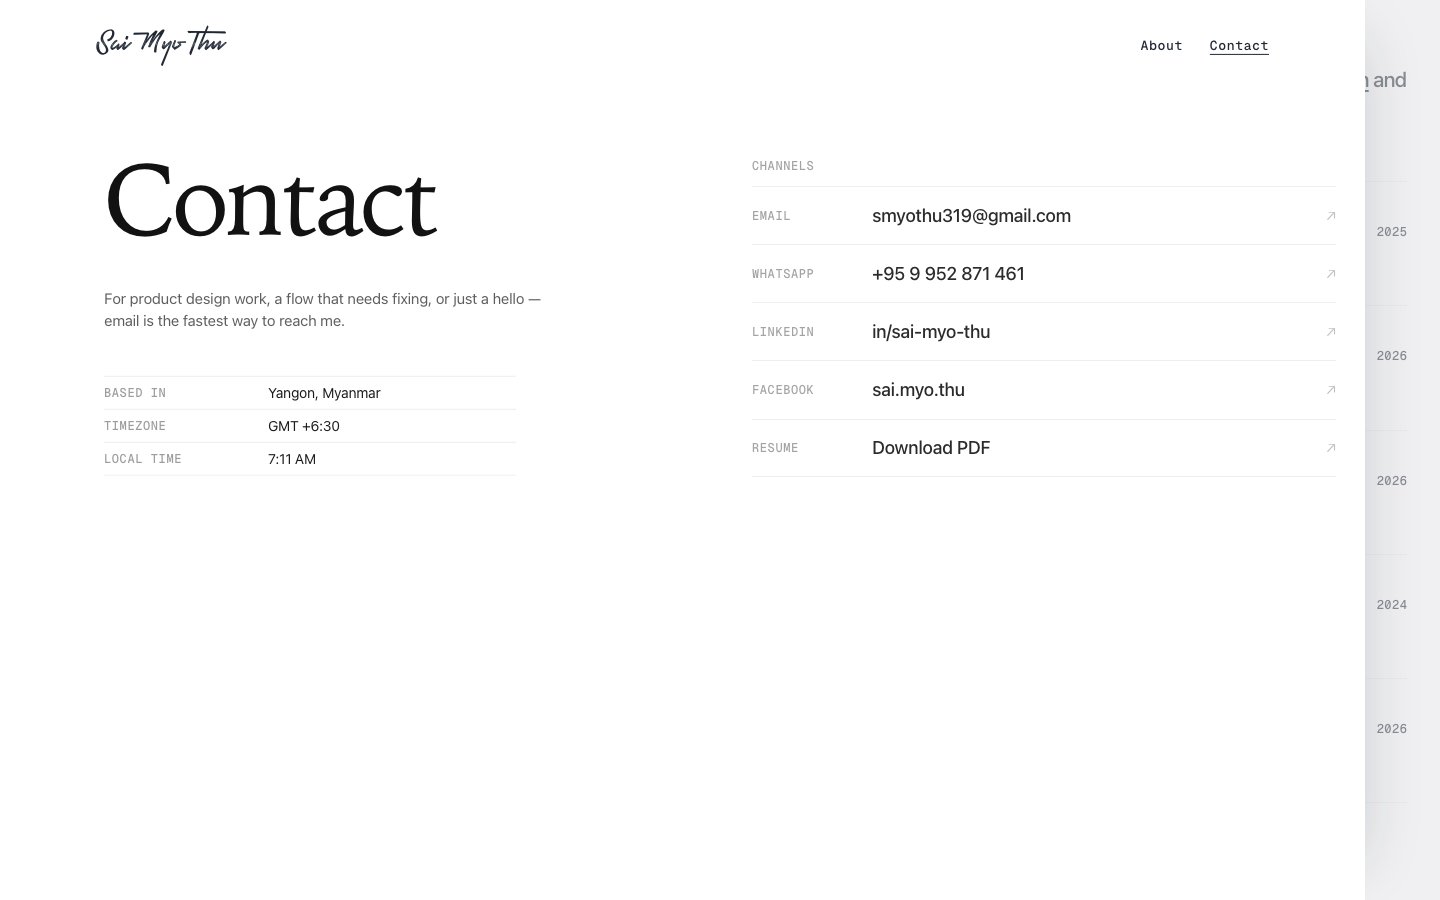 Sai Myo Thu
About
Contact
Contact
For product design work, a flow that needs fixing, or just a hello —
email is the fastest way to reach me.
BASED IN Yangon, Myanmar
TIMEZONE GMT +6:30
LOCAL TIME 7:11 AM
CHANNELS
EMAIL smyothu319@gmail.com ↗
WHATSAPP +95 9 952 871 461 ↗
LINKEDIN in/sai-myo-thu ↗
FACEBOOK sai.myo.thu ↗
RESUME Download PDF ↗
and
2025
2026
2026
2024
2026